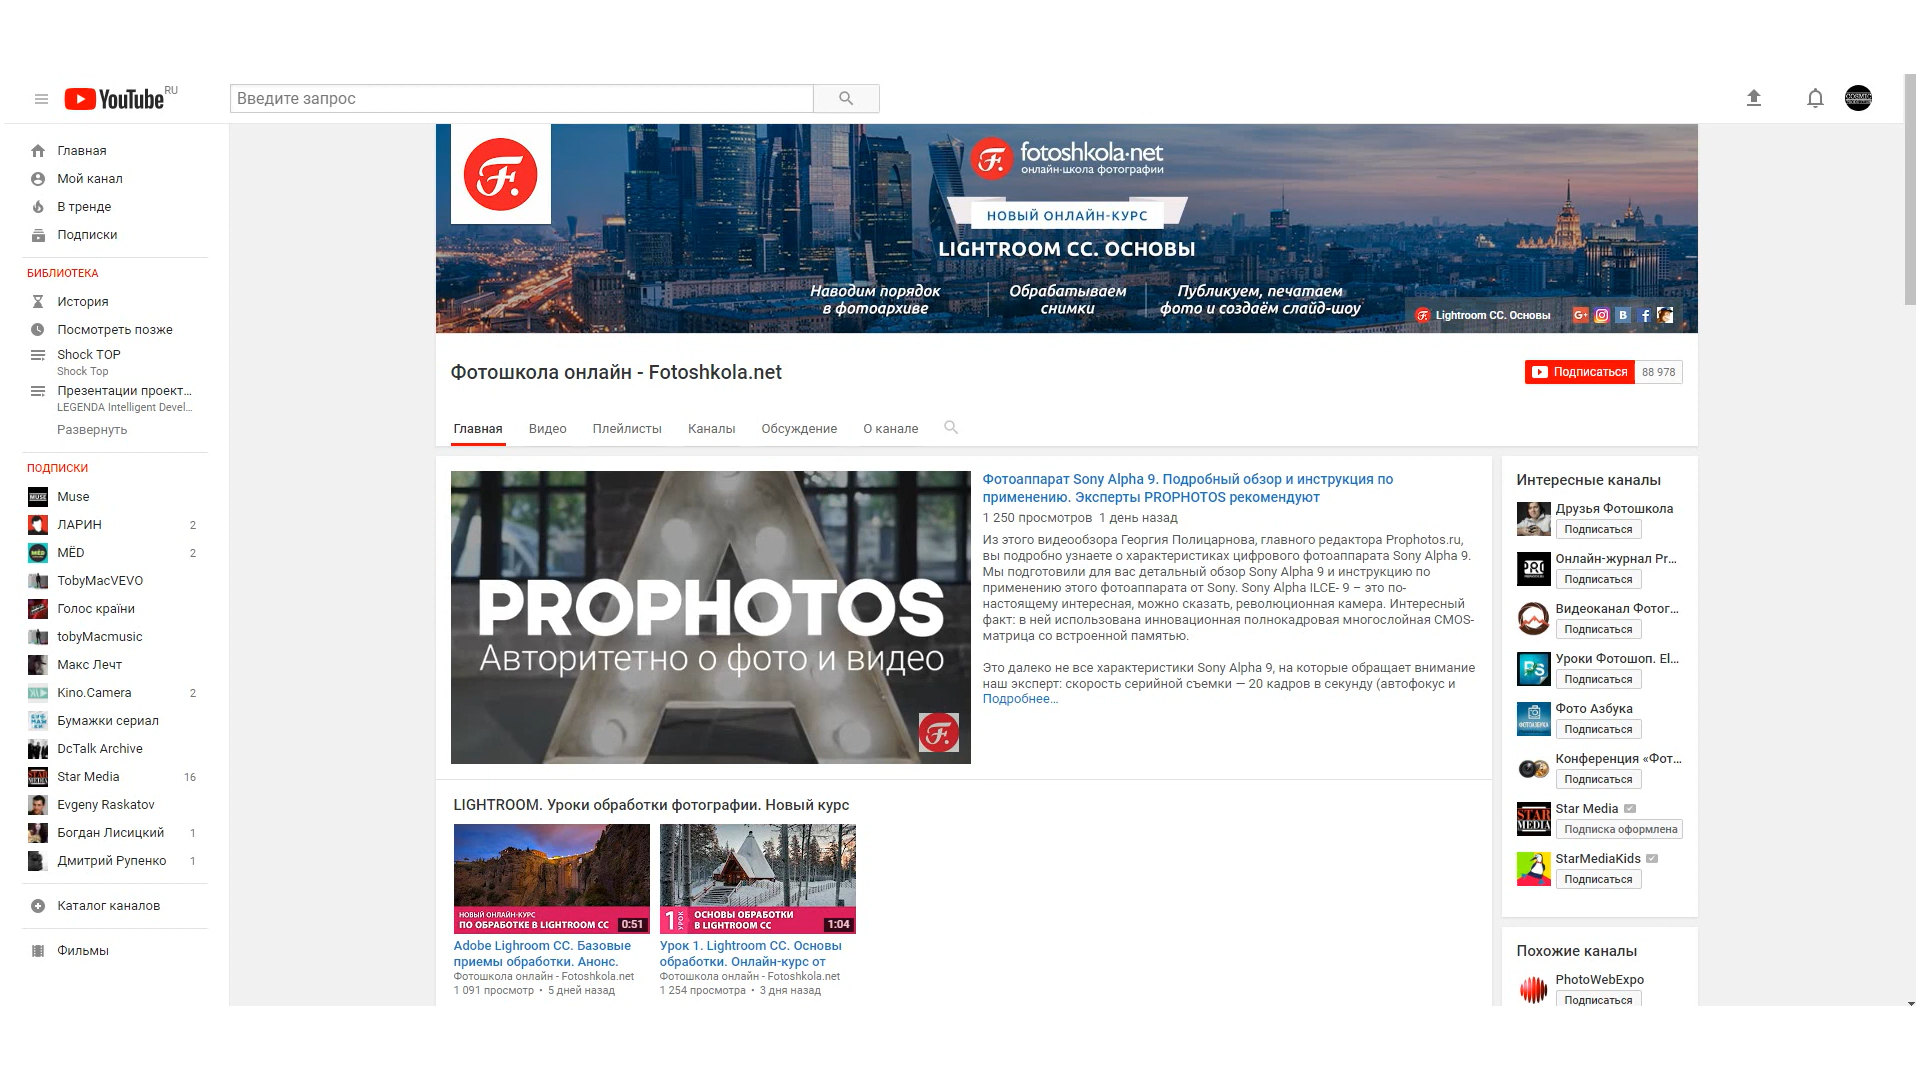 YouTube RU
Введите запрос
Главная
Мой канал
В тренде
Подписки
БИБЛИОТЕКА
История
Посмотреть позже
Shock TOP
Shock Top
Презентации проект...
LEGENDA Intelligent Devel...
Развернуть
ПОДПИСКИ
Muse
ЛАРИН 2
МЁD 2
TobyMacVEVO
Голос країни
tobyMacmusic
Макс Лечт
Kino.Camera 2
Бумажки сериал
DcTalk Archive
Star Media 16
Evgeny Raskatov
Богдан Лисицкий 1
Дмитрий Рупенко 1
Каталог каналов
Фильмы
fotoshkola·net
онлайн-школа фотографии
НОВЫЙ ОНЛАЙН-КУРС
LIGHTROOM CC. ОСНОВЫ
Наводим порядок
в фотоархиве
Обрабатываем
снимки
Публикуем, печатаем
фото и создаём слайд-шоу
Lightroom CC. Основы
Фотошкола онлайн - Fotoshkola.net
Подписаться 88 978
Главная Видео Плейлисты Каналы Обсуждение О канале
PROPHOTOS
Авторитетно о фото и видео
Фотоаппарат Sony Alpha 9. Подробный обзор и инструкция по
применению. Эксперты PROPHOTOS рекомендуют
1 250 просмотров 1 день назад
Из этого видеообзора Георгия Полицарнова, главного редактора Prophotos.ru,
вы подробно узнаете о характеристиках цифрового фотоаппарата Sony Alpha 9.
Мы подготовили для вас детальный обзор Sony Alpha 9 и инструкцию по
применению этого фотоаппарата от Sony. Sony Alpha ILCE- 9 – это по-
настоящему интересная, можно сказать, революционная камера. Интересный
факт: в ней использована инновационная полнокадровая многослойная CMOS-
матрица со встроенной памятью.
Это далеко не все характеристики Sony Alpha 9, на которые обращает внимание
наш эксперт: скорость серийной съемки — 20 кадров в секунду (автофокус и
Подробнее...
LIGHTROOM. Уроки обработки фотографии. Новый курс
НОВЫЙ ОНЛАЙН-КУРС
ПО ОБРАБОТКЕ В LIGHTROOM CC 0:51
Adobe Lighroom CC. Базовые
приемы обработки. Анонс.
Фотошкола онлайн - Fotoshkola.net
1 091 просмотр • 5 дней назад
1 УРОК
ОСНОВЫ ОБРАБОТКИ
В LIGHTROOM CC 1:04
Урок 1. Lightroom CC. Основы
обработки. Онлайн-курс от
Фотошкола онлайн - Fotoshkola.net
1 254 просмотра • 3 дня назад
Интересные каналы
Друзья Фотошкола
Подписаться
Онлайн-журнал Pr...
Подписаться
Видеоканал Фотог...
Подписаться
Уроки Фотошоп. El...
Подписаться
Фото Азбука
Подписаться
Конференция «Фот...
Подписаться
Star Media
Подписка оформлена
StarMediaKids
Подписаться
Похожие каналы
PhotoWebExpo
Подписаться